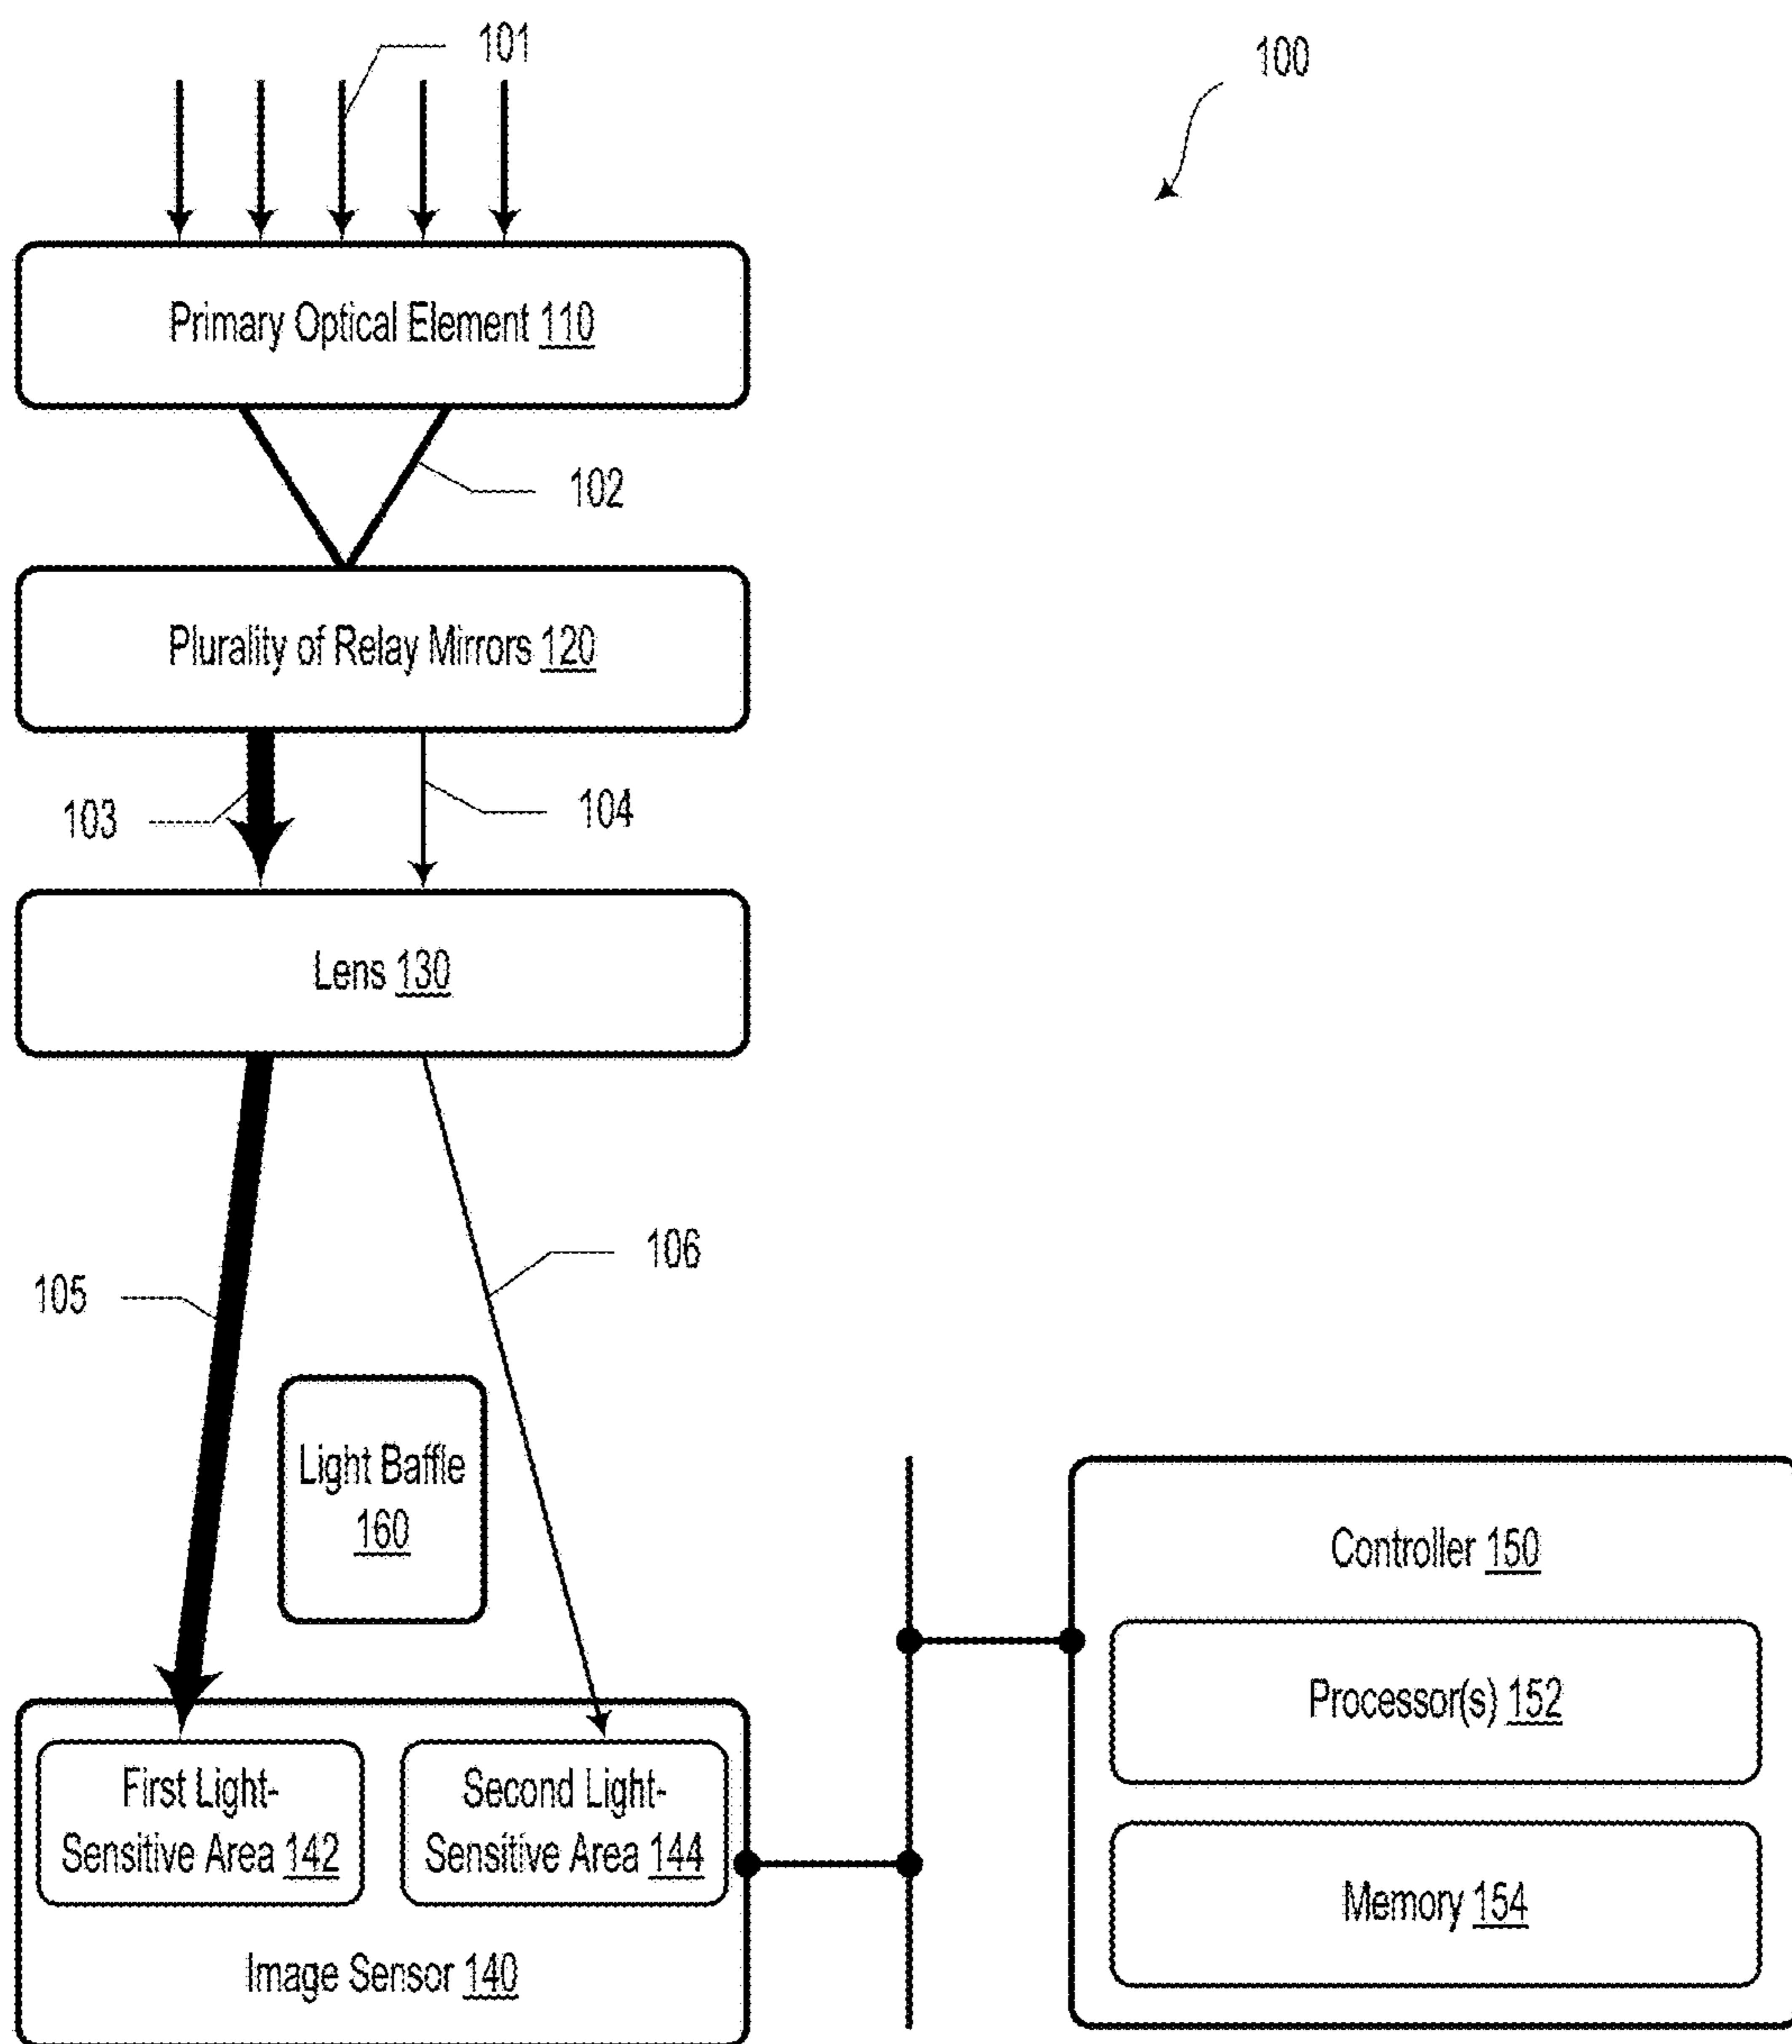 101
100
Primary Optical Element 110
102
Plurality of Relay Mirrors 120
103
104
Lens 130
106
105
Light Baffle
160
Controller 150
Processor(s) 152
First Light-
Sensitive Area 142
Second Light-
Sensitive Area 144
Memory 154
Image Sensor 140